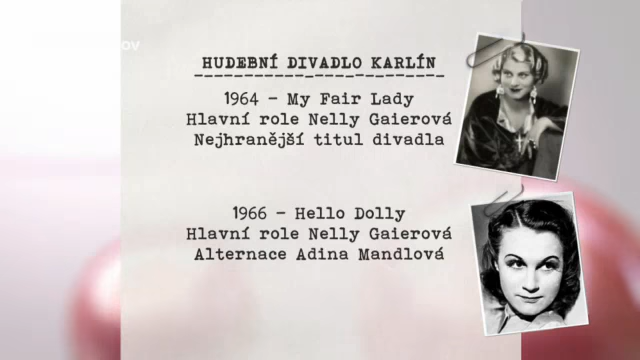 OV
HUDEBNÍ DIVADLO KARLÍN
1964 – My Fair Lady
Hlavní role Nelly Gaierová
Nejhranější titul divadla
1966 – Hello Dolly
Hlavní role Nelly Gaierová
Alternace Adina Mandlová